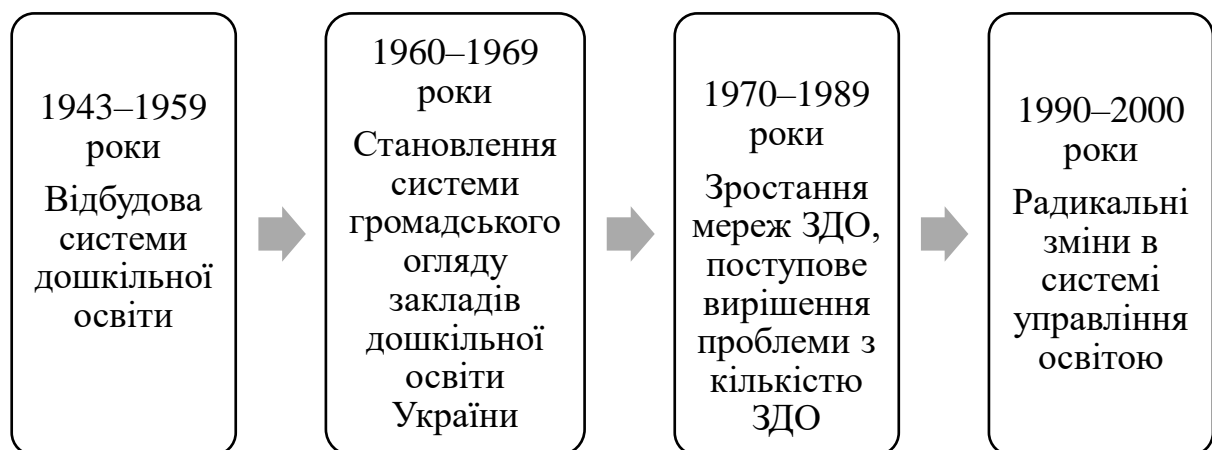 1943–1959
роки
Відбудова
системи
дошкільної
освіти
1960–1969
роки
Становлення
системи
громадського
огляду
закладів
дошкільної
освіти
України
1970–1989
роки
Зростання
мереж ЗДО,
поступове
вирішення
проблеми з
кількістю
ЗДО
1990–2000
роки
Радикальні
зміни в
системі
управління
освітою